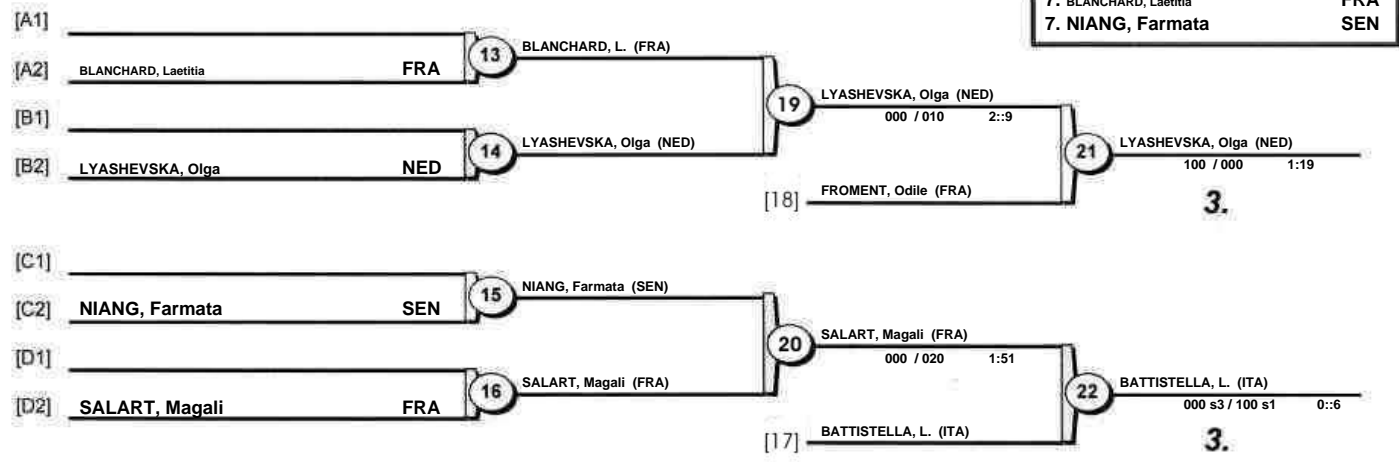 7. BLANCHARD, Laetitia FRA
7. NIANG, Farmata SEN
[A1]
13 BLANCHARD, L. (FRA)
[A2] BLANCHARD, Laetitia FRA
19 LYASHEVSKA, Olga (NED)
000 / 010 2::9
[B1]
14 LYASHEVSKA, Olga (NED)
21 LYASHEVSKA, Olga (NED)
100 / 000 1:19
[B2] LYASHEVSKA, Olga NED
[18] FROMENT, Odile (FRA)
3.
[C1]
15 NIANG, Farmata (SEN)
[C2] NIANG, Farmata SEN
20 SALART, Magali (FRA)
000 / 020 1:51
[D1]
16 SALART, Magali (FRA)
22 BATTISTELLA, L. (ITA)
000 s3 / 100 s1 0::6
[D2] SALART, Magali FRA
[17] BATTISTELLA, L. (ITA)
3.